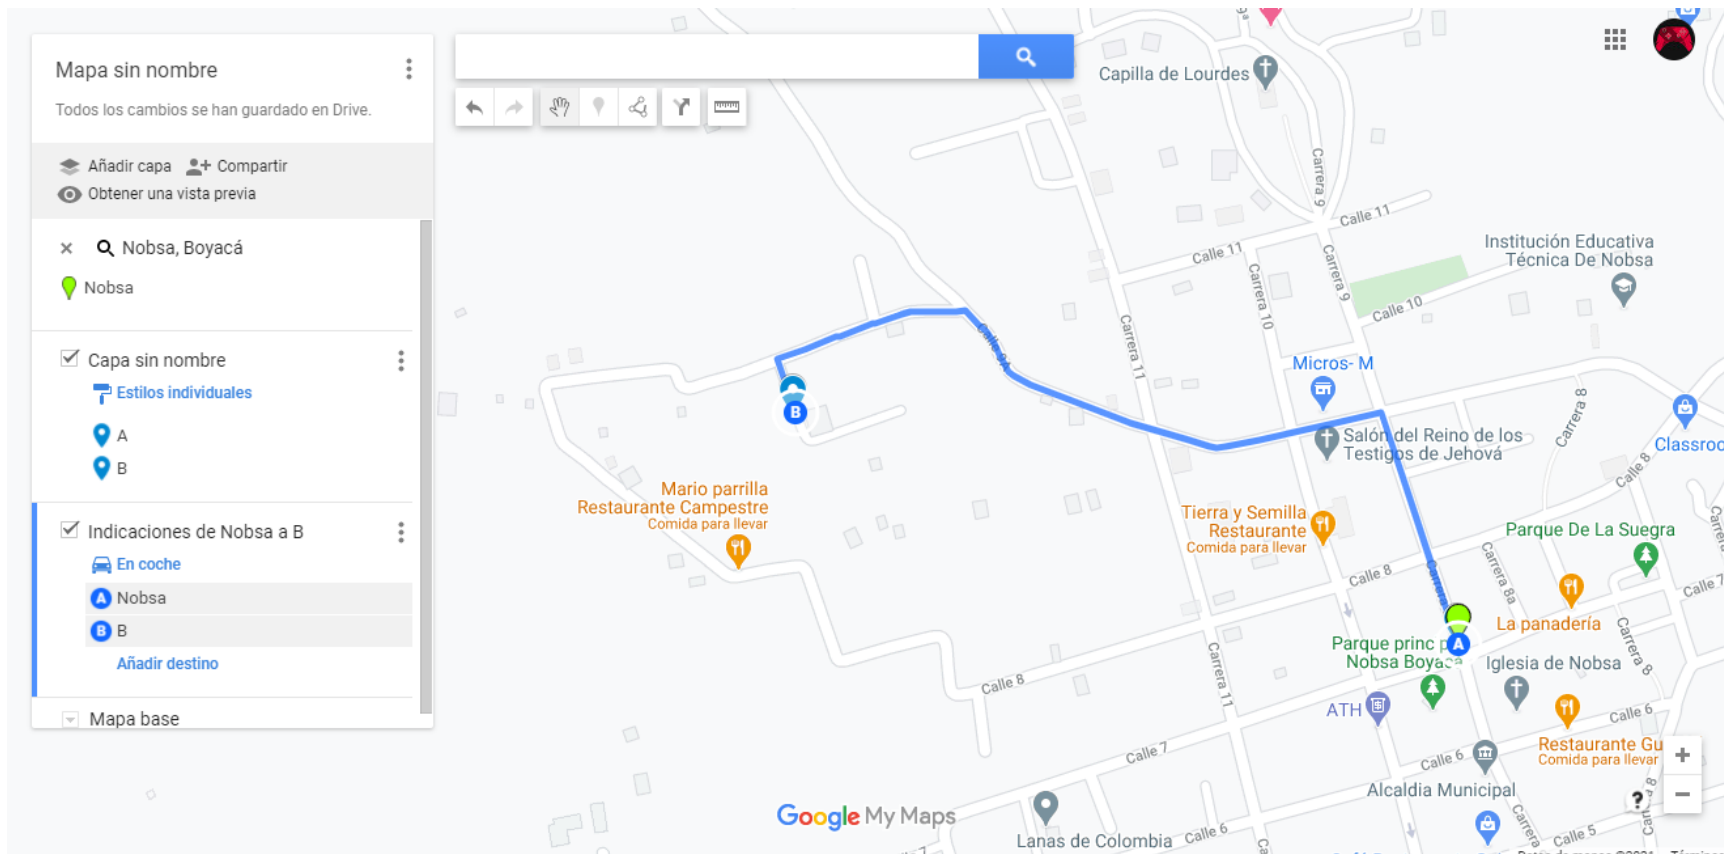 Mapa sin nombre
Todos los cambios se han guardado en Drive.
Añadir capa
Compartir
Obtener una vista previa
Nobsa, Boyacá
Nobsa
Capa sin nombre
Estilos individuales
A
B
Indicaciones de Nobsa a B
En coche
A Nobsa
B B
Añadir destino
Mapa base
Capilla de Lourdes
Carrera 9
Calle 11
Calle 11
Institución Educativa
Técnica De Nobsa
Carrera 9
Carrera 10
Calle 10
Carrera 11
Calle 9A
Micros- M
Carrera 8
B
Salón del Reino de los
Testigos de Jehová
Calle 8
Mario parrilla
Restaurante Campestre
Comida para llevar
Tierra y Semilla
Restaurante
Comida para llevar
Parque De La Suegra
Calle 8
Carrera 8a
Carrera
Calle 7
La panadería
A
Nobsa Boyacá
Iglesia de Nobsa
Carrera 8
Carrera 11
Calle 8
ATH
Calle 6
Restaurante Gu
Comida para llevar
Calle 7
Calle 6
Alcaldia Municipal
Google My Maps
Lanas de Colombia
Calle 6
Carrera
Calle 5